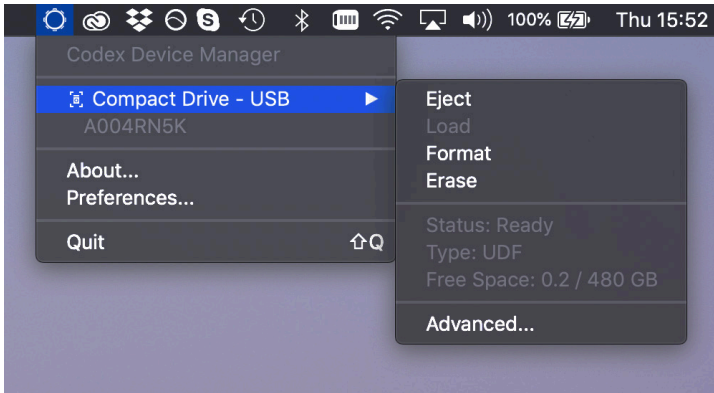 100% Thu 15:52
Codex Device Manager
Compact Drive - USB
A004RN5K
About...
Preferences...
Quit ⇧Q
Eject
Load
Format
Erase
Status: Ready
Type: UDF
Free Space: 0.2 / 480 GB
Advanced...